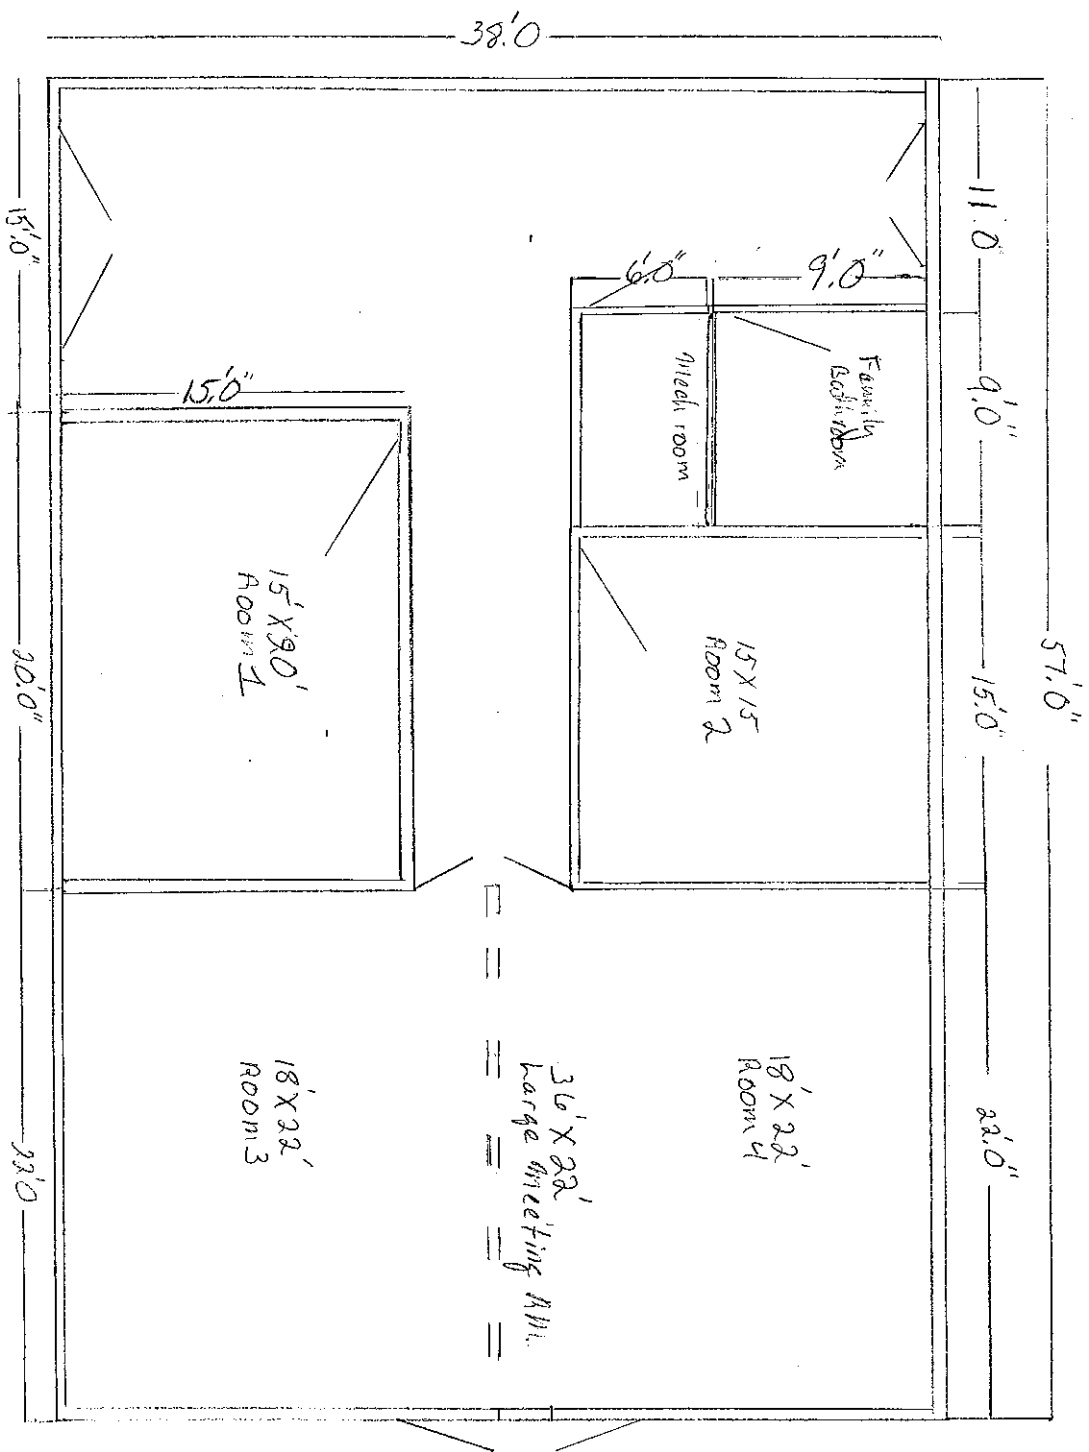 38'.0
57'.0"
11'.0
9'.0"
15'.0"
22'.0"
15'.0"
20'.0"
22'.0
6'.0"
9'.0"
15'.0"
Family
Bathroom
Mech room
15 X 15
Room 2
15' X 20'
Room 1
18' X 22'
Room 4
36' X 22'
Large Meeting RM.
18' X 22'
Room 3